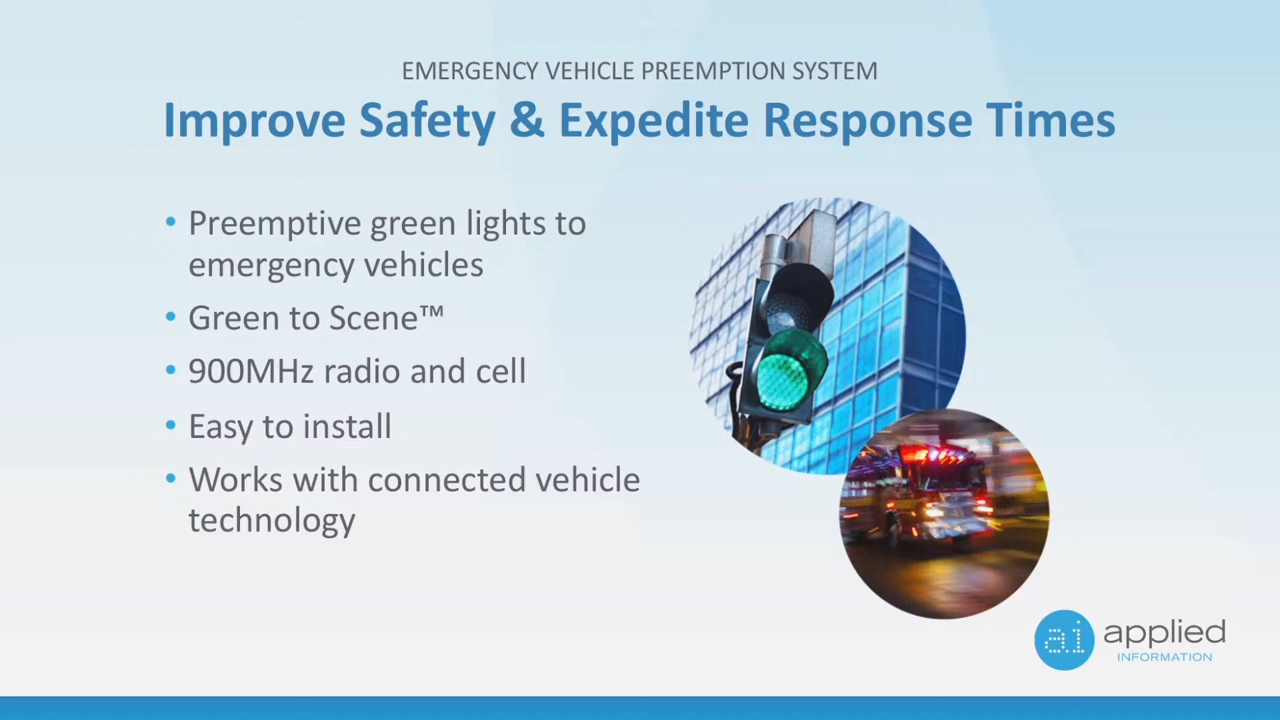 EMERGENCY VEHICLE PREEMPTION SYSTEM
Improve Safety & Expedite Response Times
• Preemptive green lights to
emergency vehicles
• Green to Scene™
• 900MHz radio and cell
• Easy to install
• Works with connected vehicle
technology
ai applied
INFORMATION